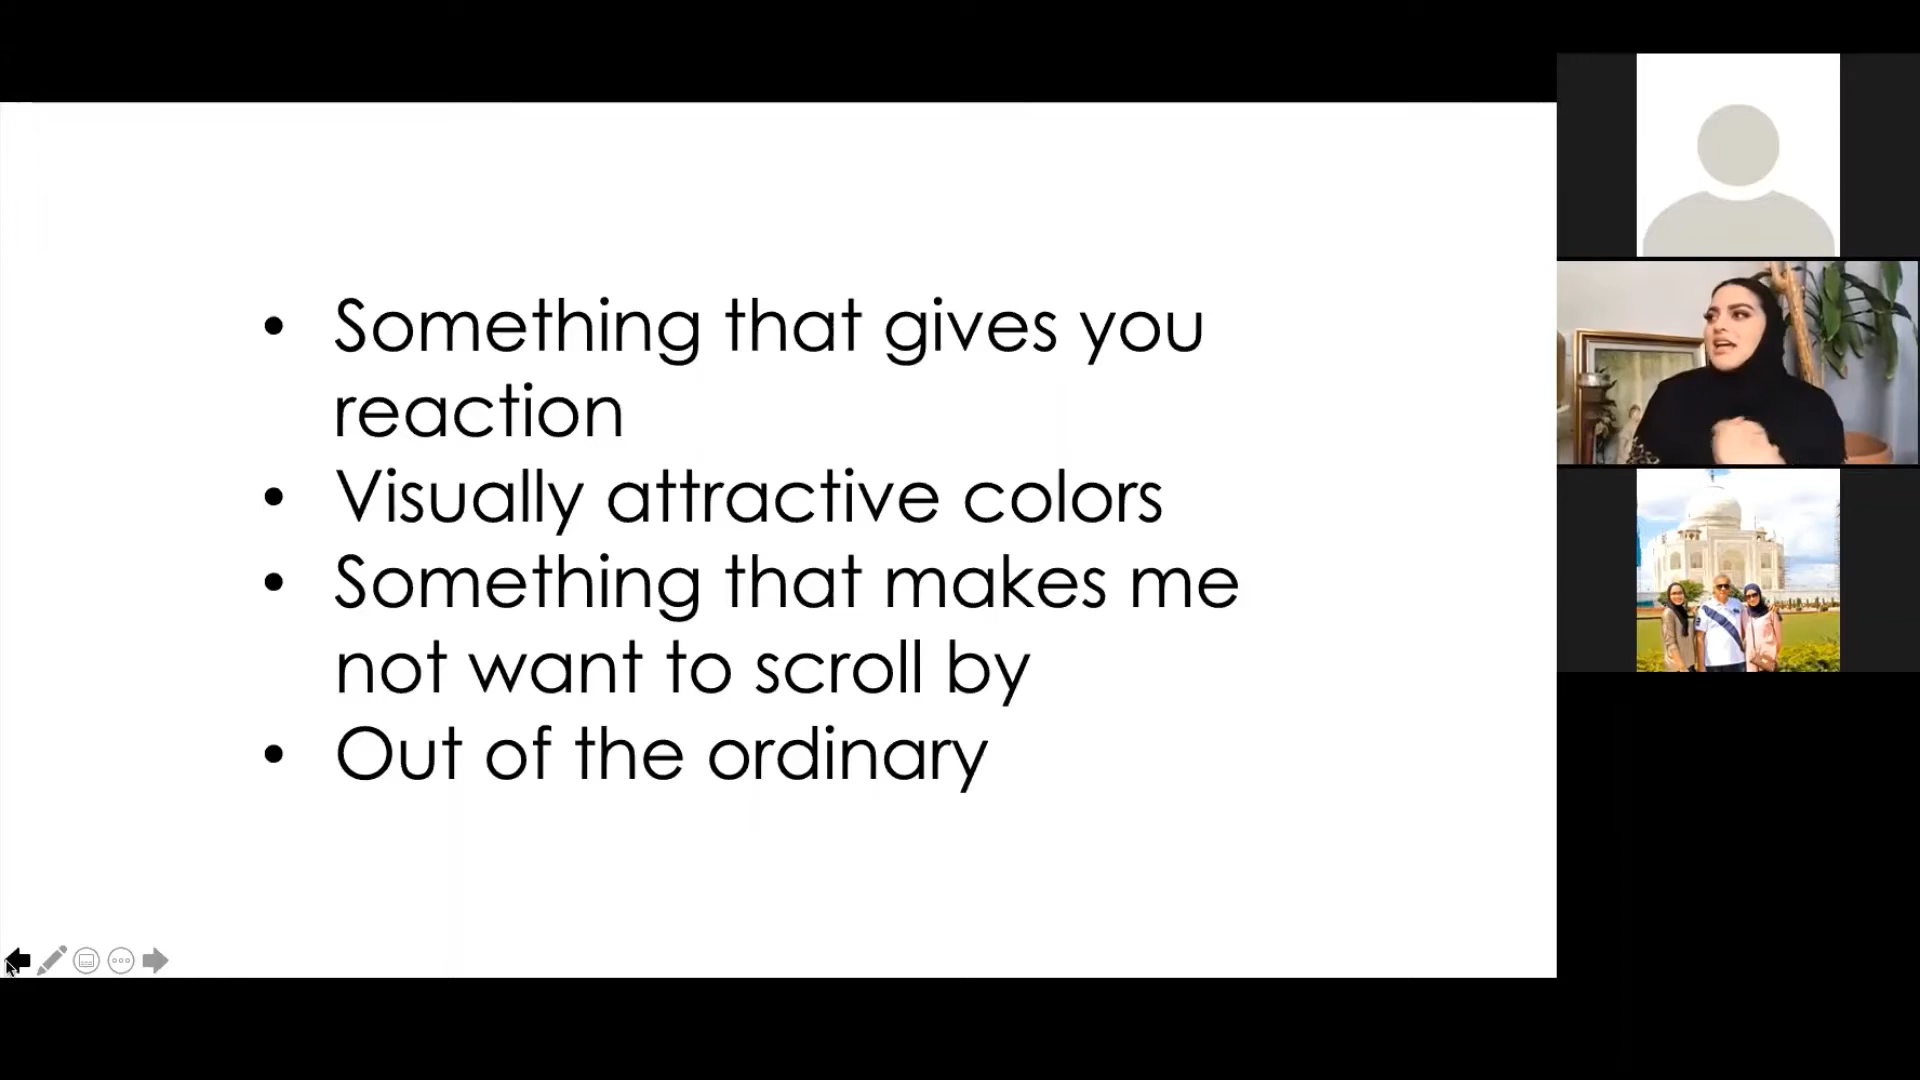 • Something that gives you
reaction
• Visually attractive colors
• Something that makes me
not want to scroll by
• Out of the ordinary